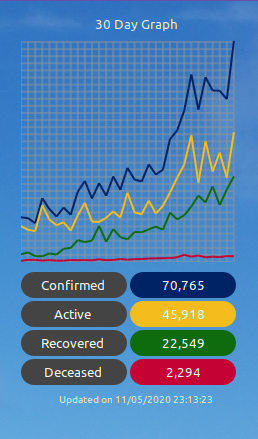 30 Day Graph
Confirmed 70,765
Active 45,918
Recovered 22,549
Deceased 2,294
Updated on 11/05/2020 23:13:23